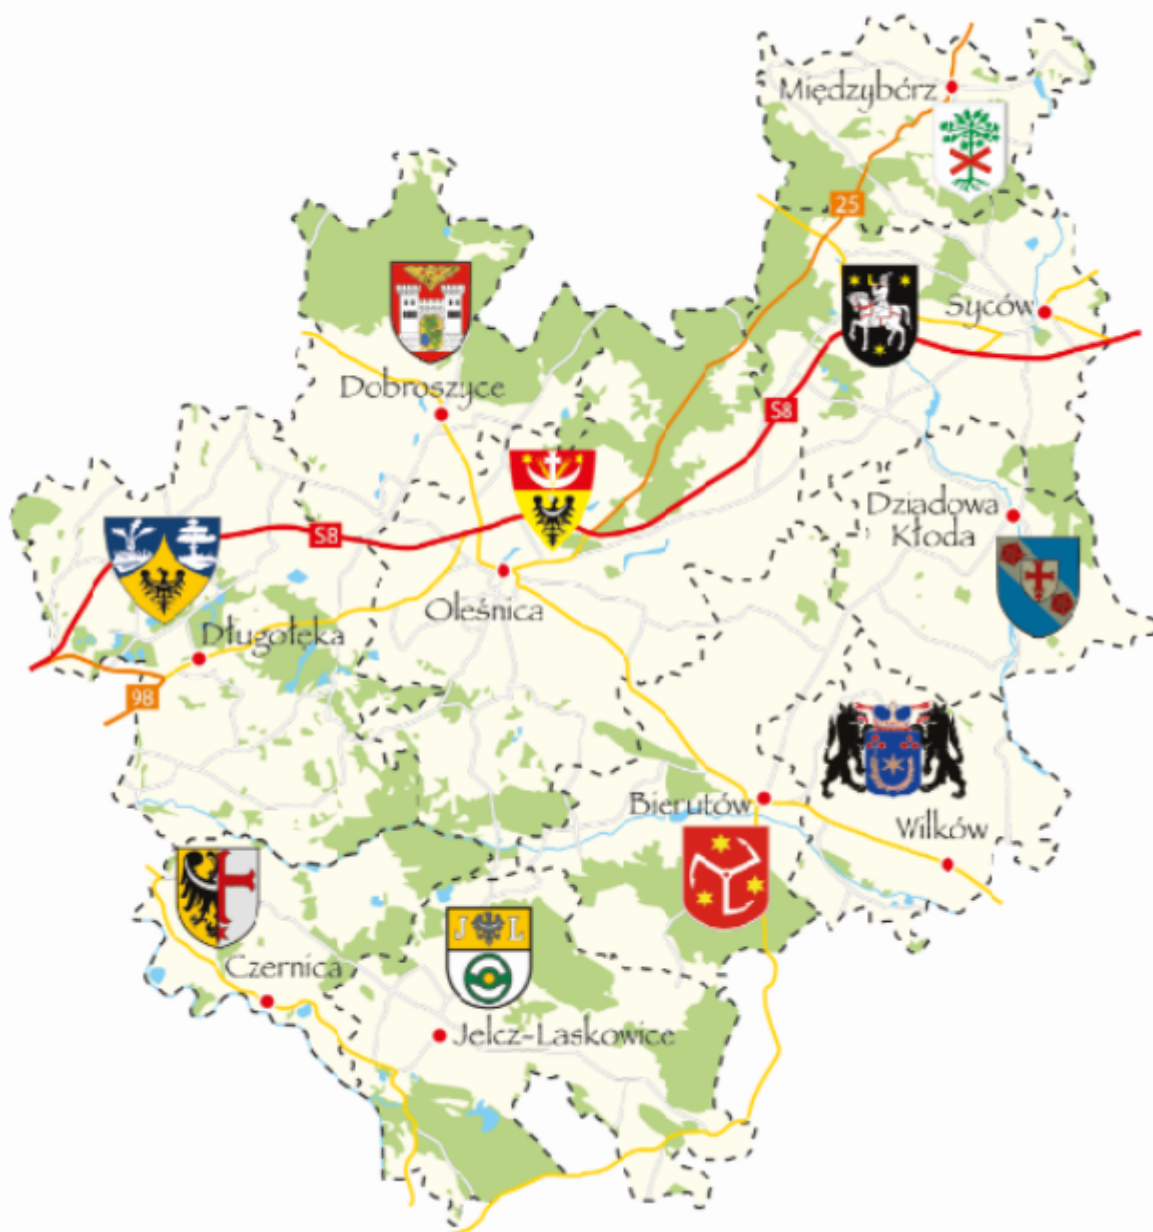 Międzybórz
25
Syców
Dobroszyce
S8
Dziadowa
Kłoda
S8
Oleśnica
Długołęka
98
Bierutów
Wilków
J L
Czernica
Jelcz-Laskowice